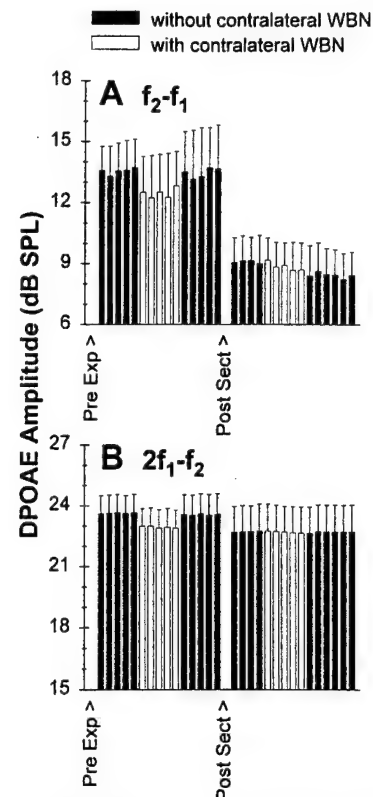 without contralateral WBN
with contralateral WBN
A f₂-f₁
18
15
12
9
6
Pre Exp >
Post Sect >
DPOAE Amplitude (dB SPL)
B 2f₁-f₂
27
24
21
18
15
Pre Exp >
Post Sect >